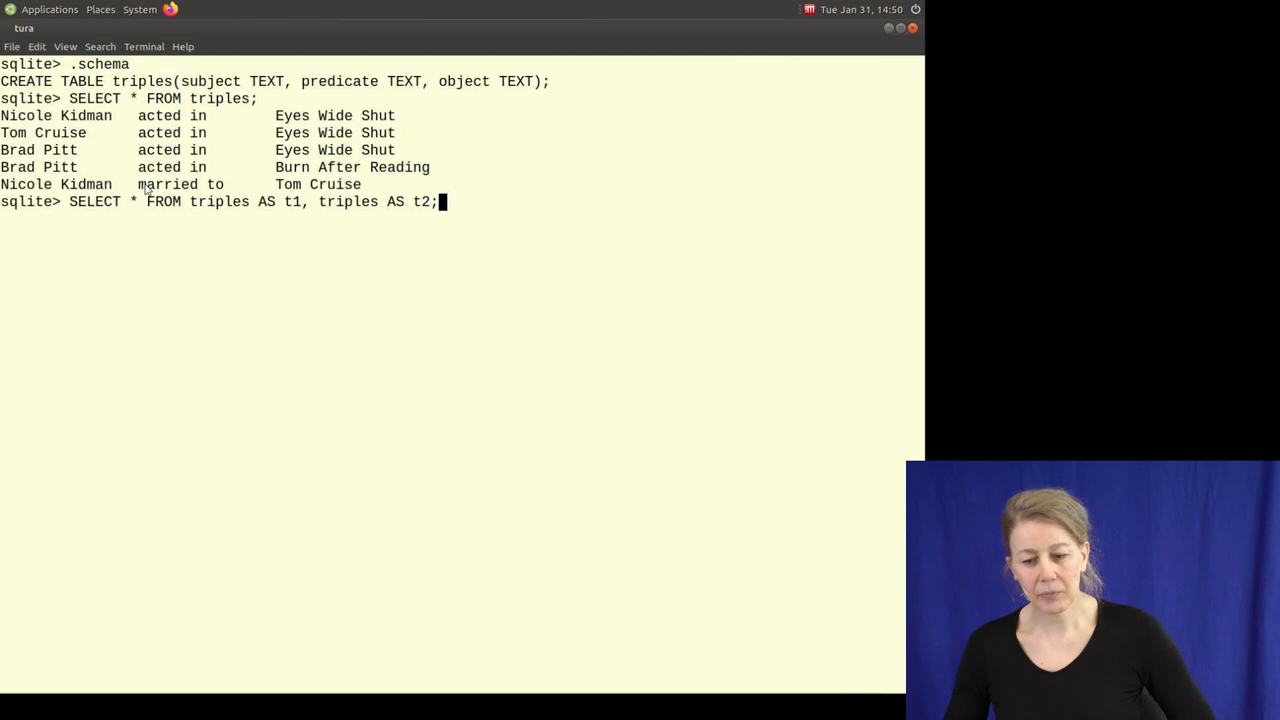 Applications Places System
Tue Jan 31, 14:50
tura
File Edit View Search Terminal Help
sqlite> .schema
CREATE TABLE triples(subject TEXT, predicate TEXT, object TEXT);
sqlite> SELECT * FROM triples;
Nicole Kidman acted in Eyes Wide Shut
Tom Cruise acted in Eyes Wide Shut
Brad Pitt acted in Eyes Wide Shut
Brad Pitt acted in Burn After Reading
Nicole Kidman married to Tom Cruise
sqlite> SELECT * FROM triples AS t1, triples AS t2;